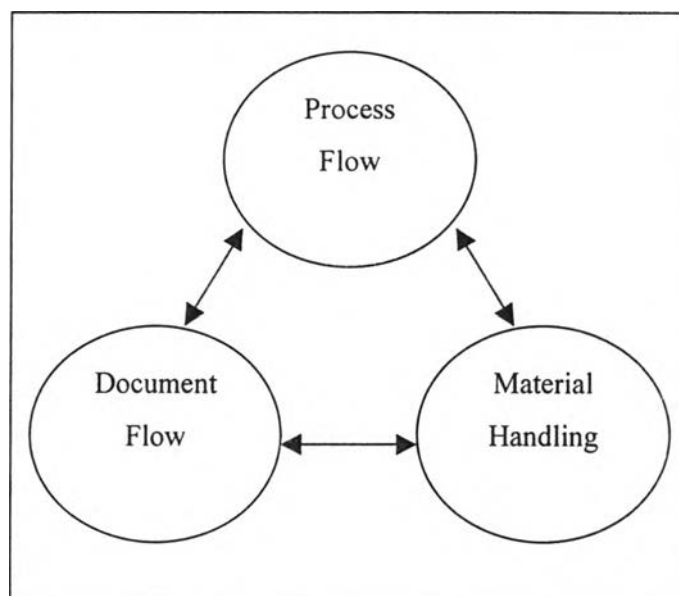 Process
Flow
Document
Flow
Material
Handling